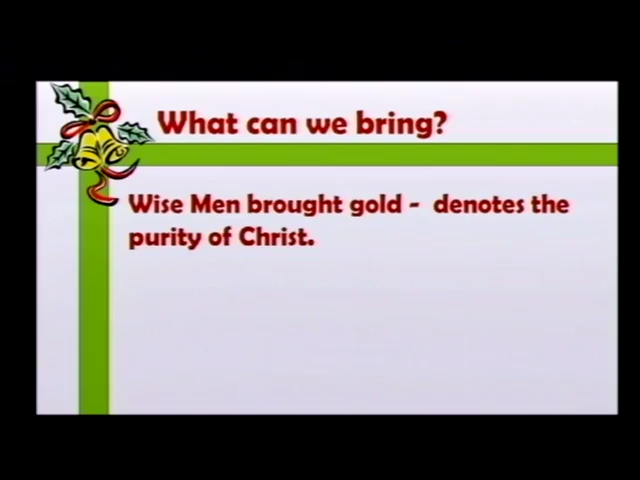 What can we bring?
Wise Men brought gold -  denotes the
purity of Christ.